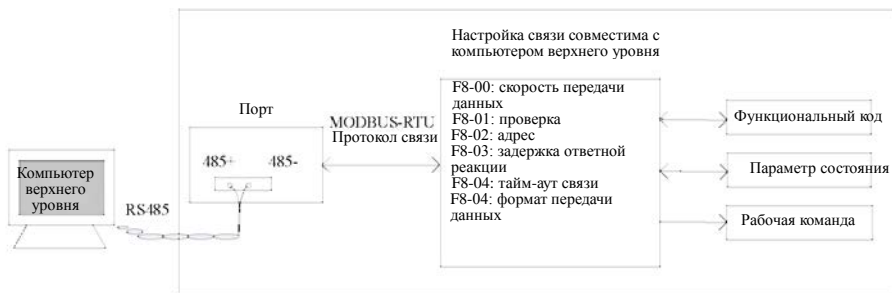 Настройка связи совместима с
компьютером верхнего уровня
Порт
485+ 485-
MODBUS-RTU
Протокол связи
Компьютер
верхнего
уровня
RS485
F8-00: скорость передачи
данных
F8-01: проверка
F8-02: адрес
F8-03: задержка ответной
реакции
F8-04: тайм-аут связи
F8-04: формат передачи
данных
Функциональный код
Параметр состояния
Рабочая команда